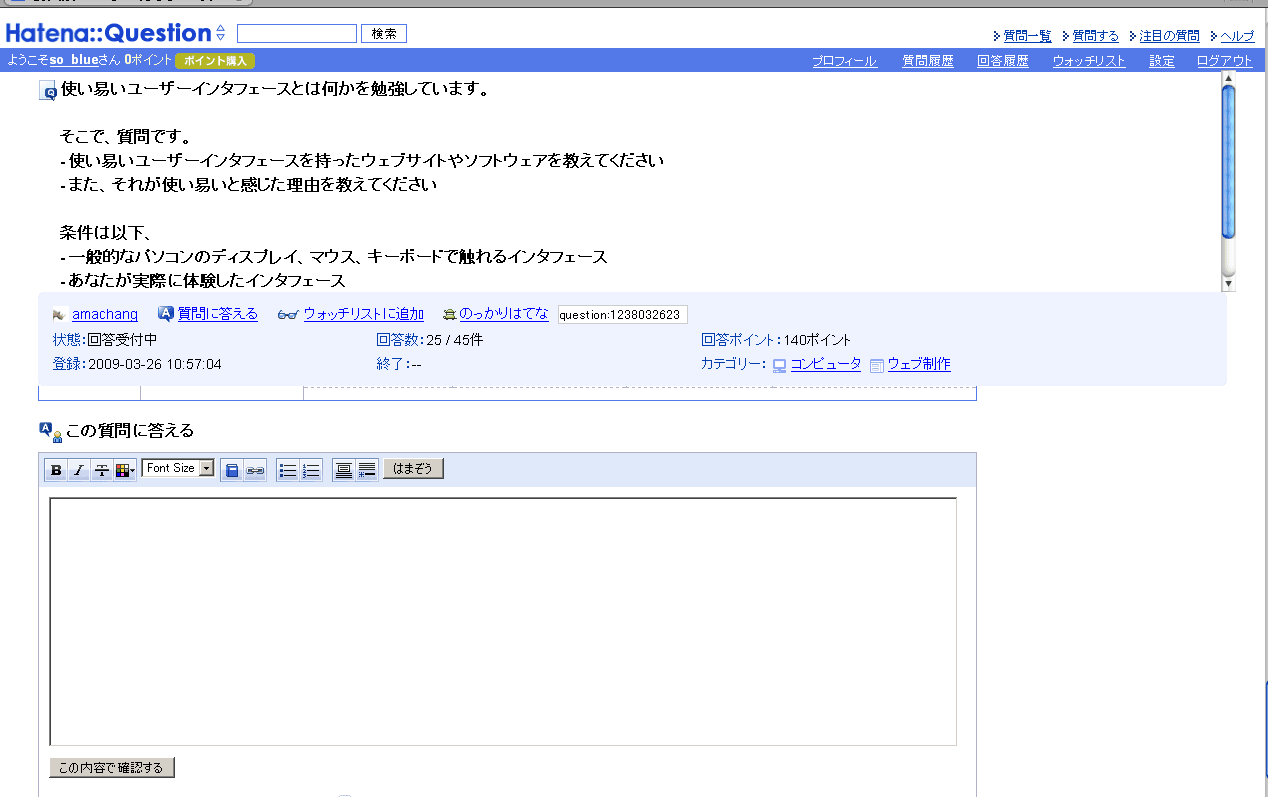 Hatena::Question 検索
質問一覧 質問する 注目の質問 ヘルプ
ようこそso_blueさん 0ポイント ポイント購入 プロフィール 質問履歴 回答履歴 ウォッチリスト 設定 ログアウト
使い易いユーザーインタフェースとは何かを勉強しています。
そこで、質問です。
- 使い易いユーザーインタフェースを持ったウェブサイトやソフトウェアを教えてください
- また、それが使い易いと感じた理由を教えてください
条件は以下、
- 一般的なパソコンのディスプレイ、マウス、キーボードで触れるインタフェース
- あなたが実際に体験したインタフェース
amachang 質問に答える ウォッチリストに追加 のっかりはてな question:1238032623
状態:回答受付中 回答数:25 / 45件 回答ポイント:140ポイント
登録:2009-03-26 10:57:04 終了:-- カテゴリー: コンピュータ ウェブ制作
この質問に答える
B I T Font Size はまぞう
この内容で確認する